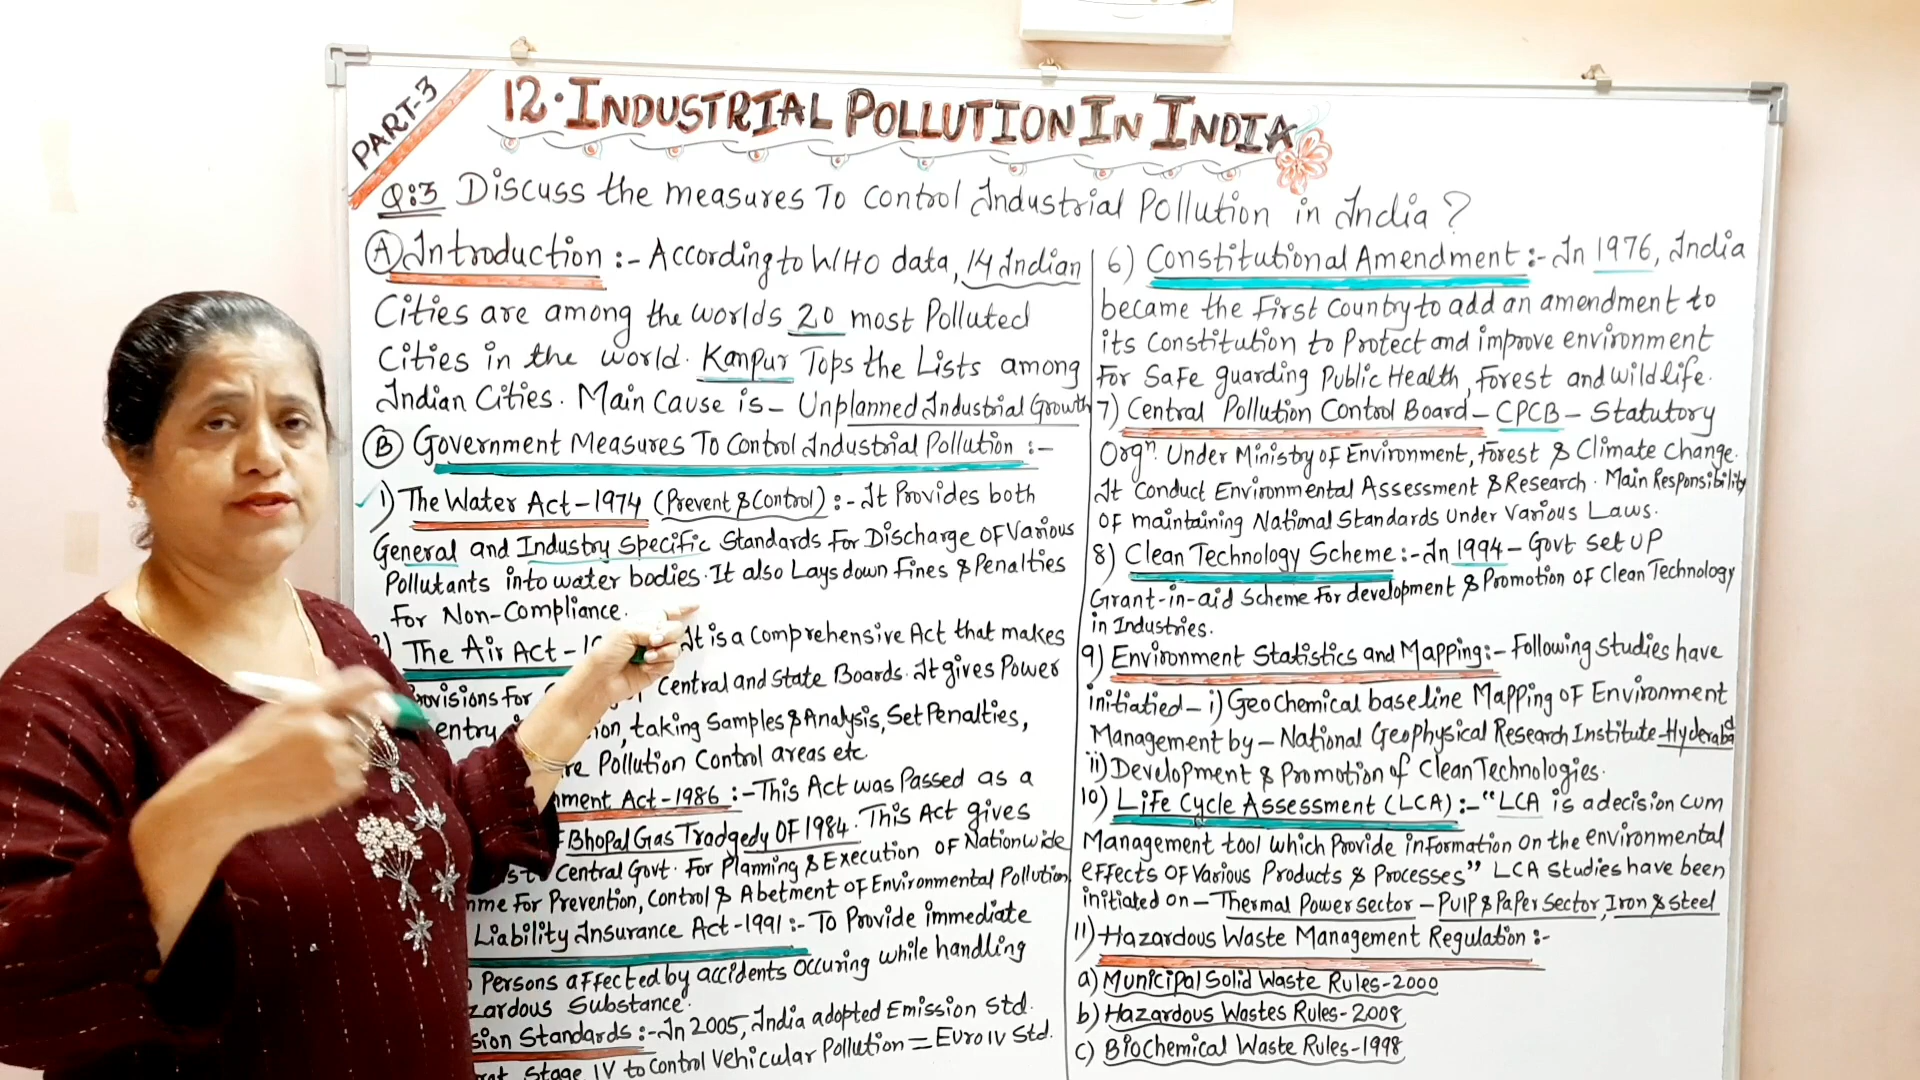 PART-3
12. INDUSTRIAL POLLUTION IN INDIA
Q:3 Discuss the measures To Control Industrial Pollution in India?
(A) Introduction :- According to WHO data, 14 Indian
Cities are among the worlds 20 most Polluted
Cities in the world. Kanpur Tops the Lists among
Indian Cities. Main Cause is - Unplanned Industrial Growth
(B) Government Measures To Control Industrial Pollution :-
1) The Water Act-1974 (Prevent & Control) :- It Provides both
General and Industry Specific Standards For Discharge Of Various
Pollutants into water bodies. It also Lays down Fines & Penalties
For Non-Compliance.
The Air Act - It is a Comprehensive Act that makes
Central and State Boards. It gives Power
entry taking Samples & Analysis, Set Penalties,
Pollution Control areas etc.
Act-1986 :- This Act was Passed as a
Bhopal Gas Tradgedy OF 1984. This Act gives
Central Govt. For Planning & Execution of Nationwide
For Prevention, Control & Abetment of Environmental Pollution
Liability Insurance Act-1991 :- To Provide immediate
Persons affected by accidents Occuring while handling
Substance.
Standards :- In 2005, India adopted Emission Std.
Stage IV to Control Vehicular Pollution = Euro IV Std.
6) Constitutional Amendment :- In 1976, India
became the First Country to add an amendment to
its Constitution to Protect and improve environment
For Safe guarding Public Health, Forest and wildlife.
7) Central Pollution Control Board - CPCB - Statutory
Orgn. Under Ministry of Environment, Forest & Climate Change.
It Conduct Environmental Assessment & Research. Main Responsibility
of maintaining National Standards Under Various Laws.
8) Clean Technology Scheme :- In 1994 - Govt Set UP
Grant-in-aid Scheme For development & Promotion of Clean Technology
in Industries.
9) Environment Statistics and Mapping :- Following Studies have
initiatied - i) GeoChemical baseline Mapping of Environment
Management by - National Geophysical Research Institute-Hyderabad
ii) Development & Promotion of Clean Technologies.
10) Life Cycle Assessment (LCA) :- "LCA is a decision Cum
Management tool which Provide information On the environmental
effects Of Various Products & Processes" LCA Studies have been
initiated on - Thermal Power sector - Pulp & Paper Sector, Iron & Steel
11) Hazardous Waste Management Regulation :-
a) Municipal Solid Waste Rules-2000
b) Hazardous Wastes Rules-2008
c) Biochemical Waste Rules-1998